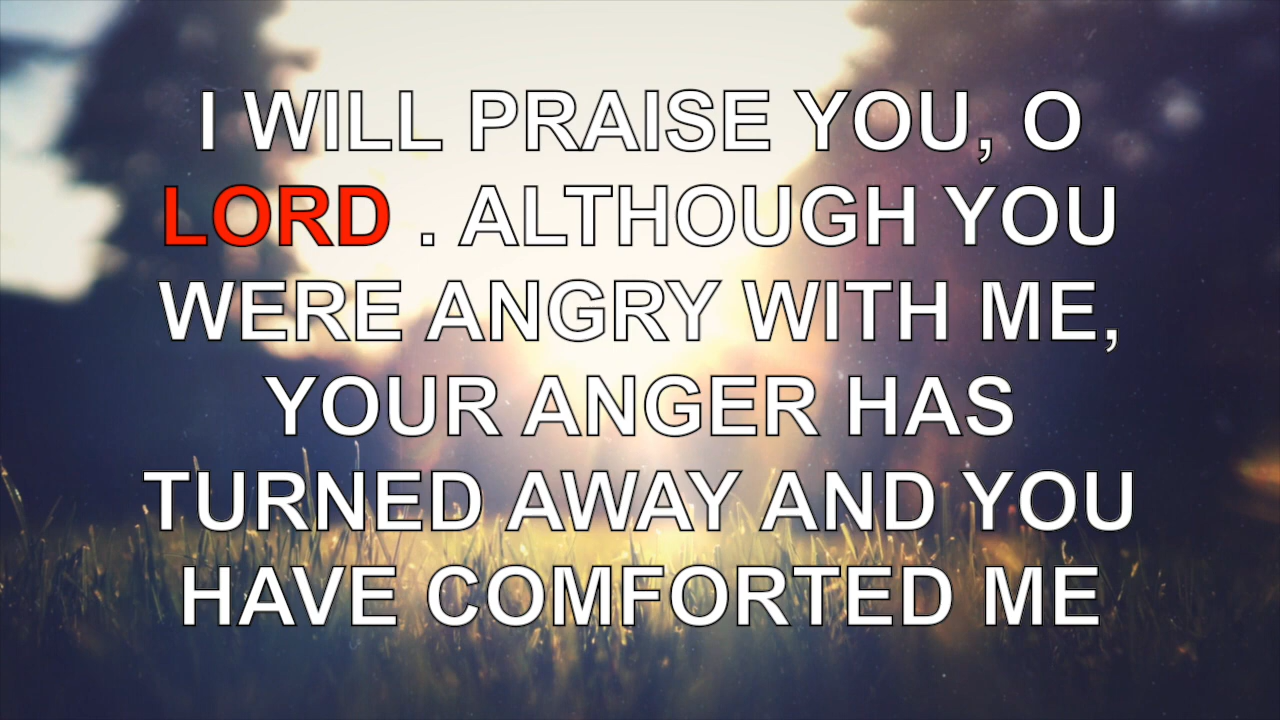 I WILL PRAISE YOU, O
LORD . ALTHOUGH YOU
WERE ANGRY WITH ME,
YOUR ANGER HAS
TURNED AWAY AND YOU
HAVE COMFORTED ME